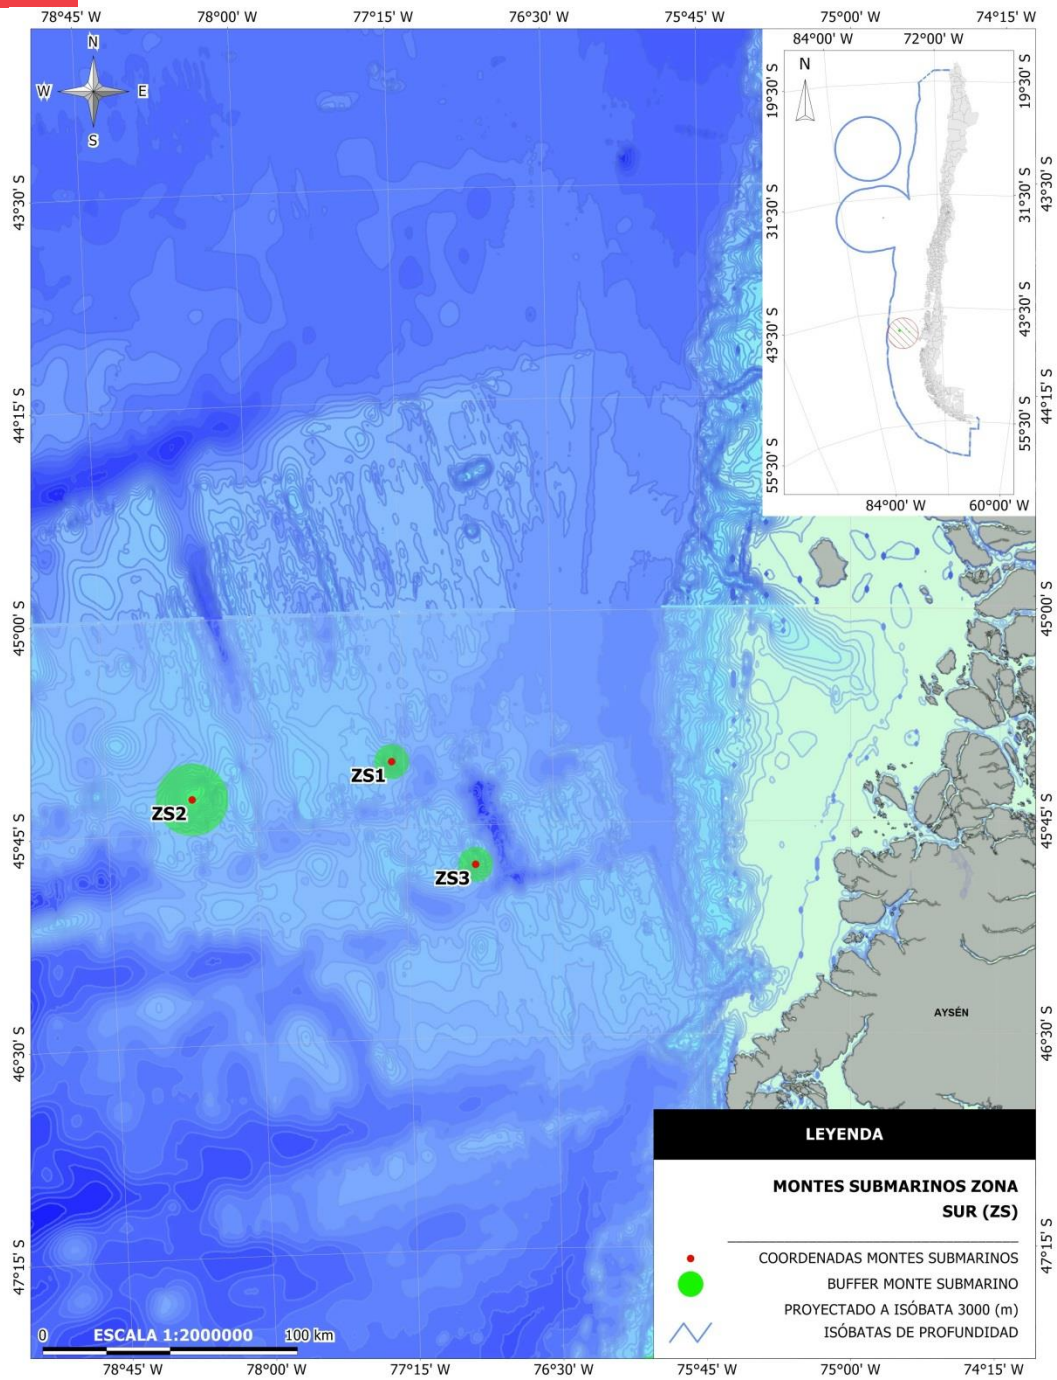 78°45' W 78°00' W 77°15' W 76°30' W 75°45' W 75°00' W 74°15' W
N
W E
S
84°00' W 72°00' W
N
19°30' S
31°30' S
43°30' S
55°30' S
19°30' S
31°30' S
43°30' S
55°30' S
84°00' W 60°00' W
43°30' S
44°15' S
45°00' S
45°45' S
46°30' S
47°15' S
43°30' S
44°15' S
45°00' S
45°45' S
46°30' S
47°15' S
ZS1
ZS2
ZS3
AYSÉN
LEYENDA
MONTES SUBMARINOS ZONA
SUR (ZS)
COORDENADAS MONTES SUBMARINOS
BUFFER MONTE SUBMARINO
PROYECTADO A ISÓBATA 3000 (m)
ISÓBATAS DE PROFUNDIDAD
0 ESCALA 1:2000000 100 km
78°45' W 78°00' W 77°15' W 76°30' W 75°45' W 75°00' W 74°15' W